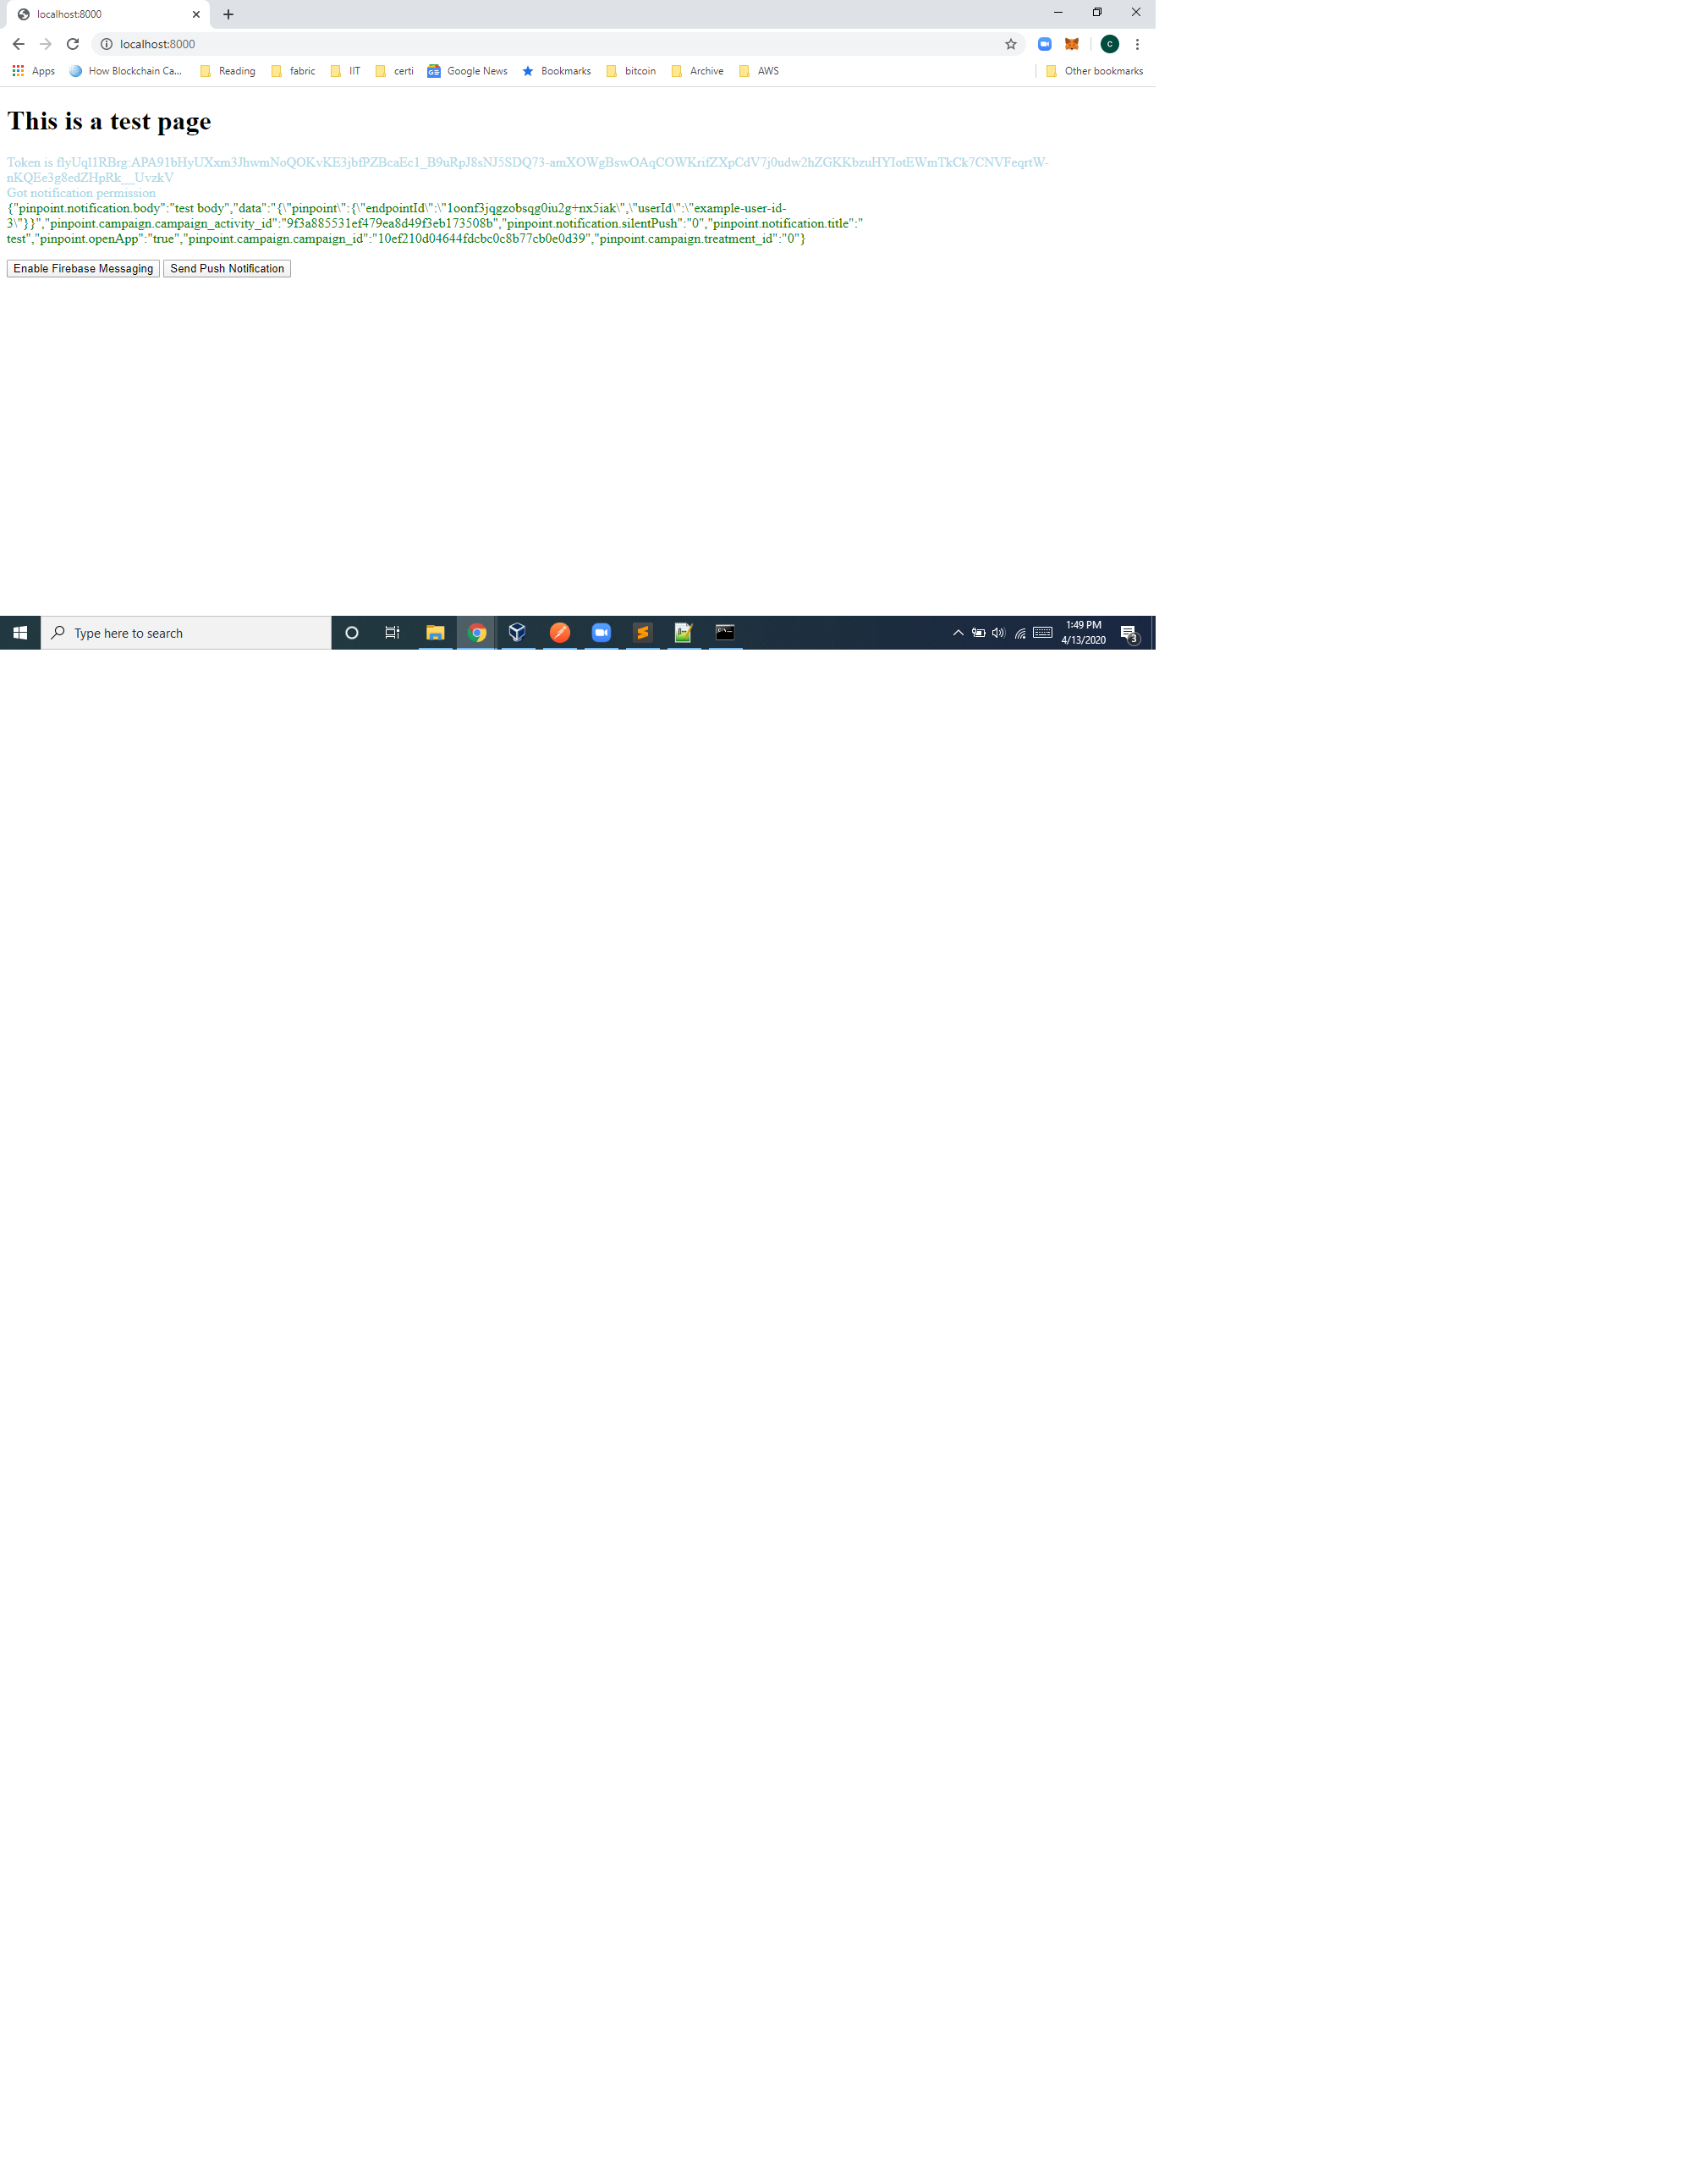 localhost:8000
localhost:8000
Apps How Blockchain Ca... Reading fabric IIT certi Google News Bookmarks bitcoin Archive AWS Other bookmarks
This is a test page
Token is flyUql1RBrg:APA91bHyUXxm3JhwmNoQOKvKE3jbfPZBcaEc1_B9uRpJ8sNJ5SDQ73-amXOWgBswOAqCOWKrifZXpCdV7j0udw2hZGKKbzuHYIotEWmTkCk7CNVFeqrtW-
nKQEe3g8edZHpRk__UvzkV
Got notification permission
{"pinpoint.notification.body":"test body","data":"{\"pinpoint\":{\"endpointId\":\"1oonf3jqgzobsqg0iu2g+nx5iak\",\"userId\":\"example-user-id-
3\"}}","pinpoint.campaign.campaign_activity_id":"9f3a885531ef479ea8d49f3eb173508b","pinpoint.notification.silentPush":"0","pinpoint.notification.title":"
test","pinpoint.openApp":"true","pinpoint.campaign.campaign_id":"10ef210d04644fdcbc0c8b77cb0e0d39","pinpoint.campaign.treatment_id":"0"}
Enable Firebase Messaging Send Push Notification
Type here to search
1:49 PM
4/13/2020
3